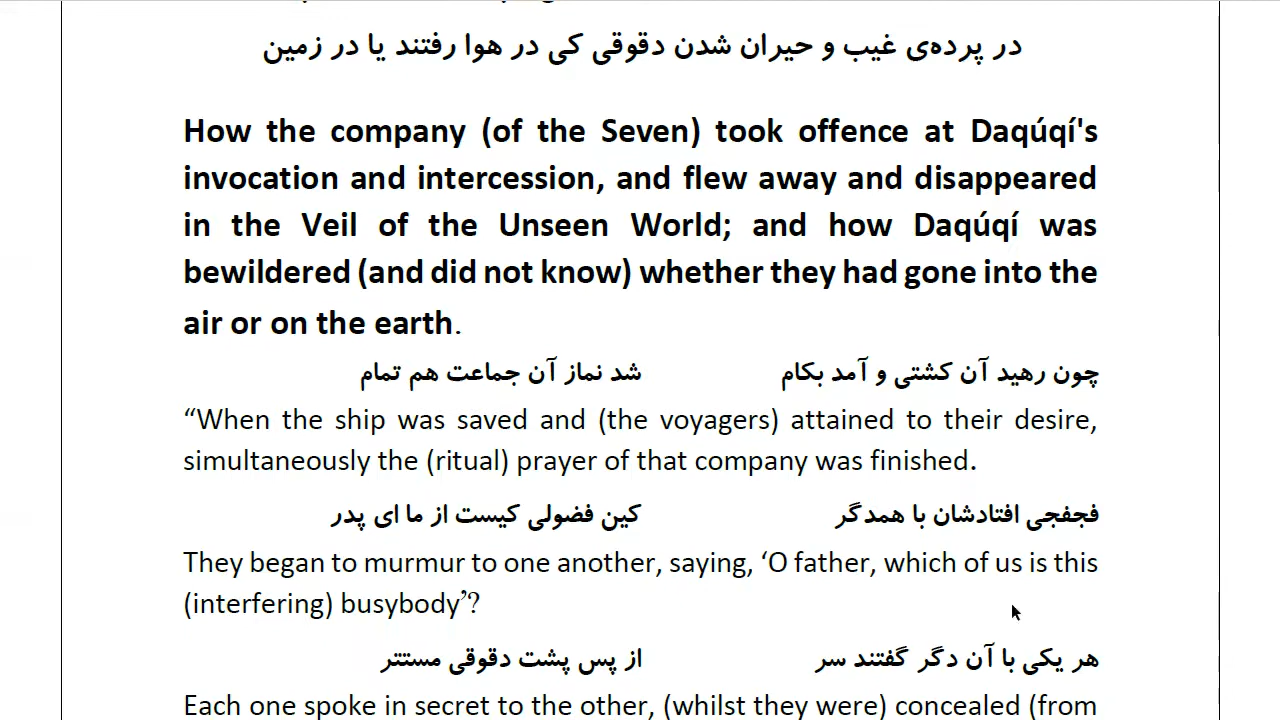 در پرده‌ی غیب و حیران شدن دقوقی کی در هوا رفتند یا در زمین
How the company (of the Seven) took offence at Daqúqí's
invocation and intercession, and flew away and disappeared
in the Veil of the Unseen World; and how Daqúqí was
bewildered (and did not know) whether they had gone into the
air or on the earth.
چون رهید آن کشتی و آمد بکام شد نماز آن جماعت هم تمام
“When the ship was saved and (the voyagers) attained to their desire,
simultaneously the (ritual) prayer of that company was finished.
فجفجی افتادشان با همدگر کین فضولی کیست از ما ای پدر
They began to murmur to one another, saying, ‘O father, which of us is this
(interfering) busybody’?
هر یکی با آن دگر گفتند سر از پس پشت دقوقی مستتر
Each one spoke in secret to the other, (whilst they were) concealed (from